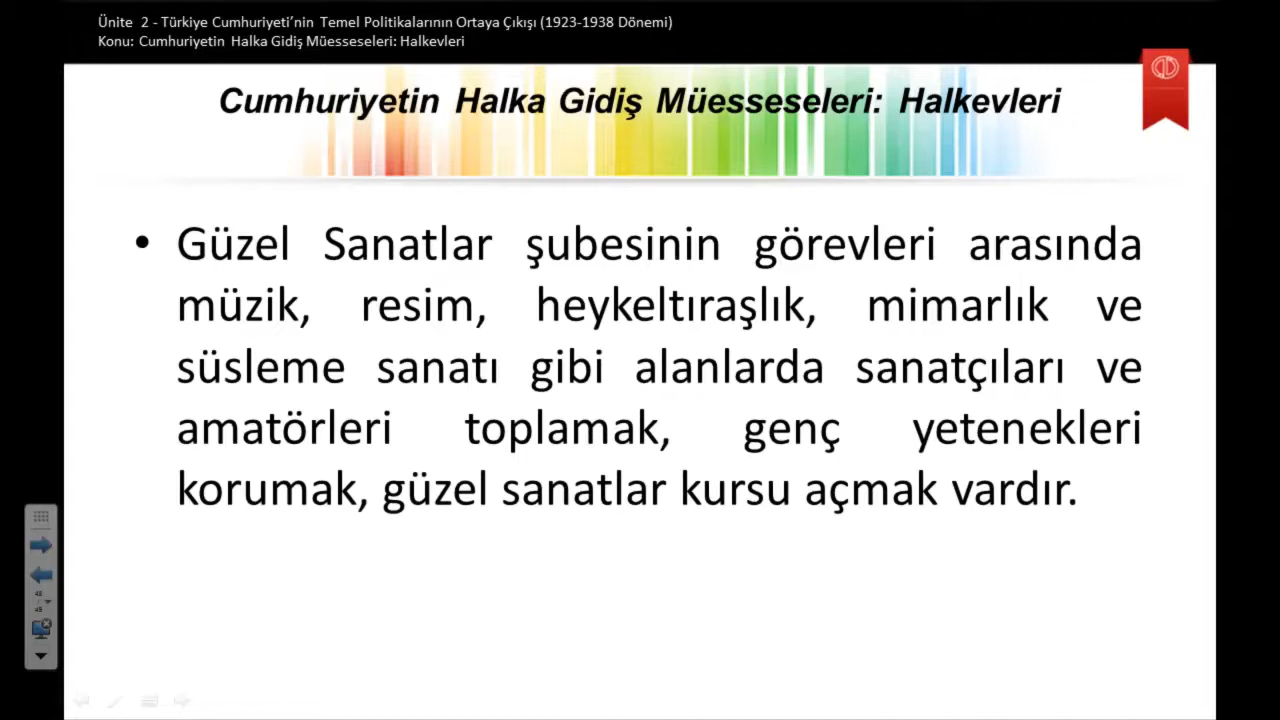 Ünite 2 - Türkiye Cumhuriyeti’nin Temel Politikalarının Ortaya Çıkışı (1923-1938 Dönemi)
Konu: Cumhuriyetin Halka Gidiş Müesseseleri: Halkevleri
Cumhuriyetin Halka Gidiş Müesseseleri: Halkevleri
• Güzel Sanatlar şubesinin görevleri arasında
müzik, resim, heykeltıraşlık, mimarlık ve
süsleme sanatı gibi alanlarda sanatçıları ve
amatörleri toplamak, genç yetenekleri
korumak, güzel sanatlar kursu açmak vardır.